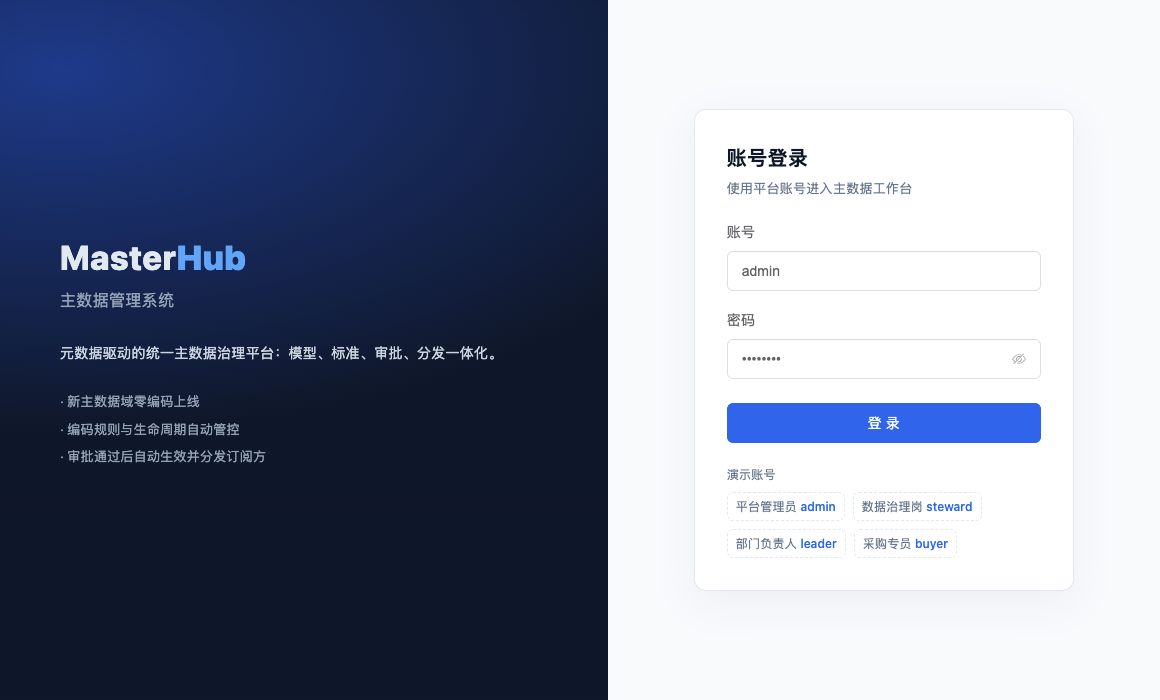 MasterHub
主数据管理系统
元数据驱动的统一主数据治理平台：模型、标准、审批、分发一体化。
· 新主数据域零编码上线
· 编码规则与生命周期自动管控
· 审批通过后自动生效并分发订阅方
账号登录
使用平台账号进入主数据工作台
账号
admin
密码
••••••••
登 录
演示账号
平台管理员 admin
数据治理岗 steward
部门负责人 leader
采购专员 buyer